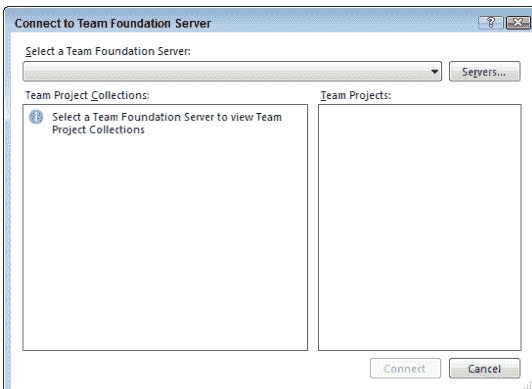 Connect to Team Foundation Server
Select a Team Foundation Server:
Servers...
Team Project Collections:
Team Projects:
Select a Team Foundation Server to view Team
Project Collections
Connect
Cancel